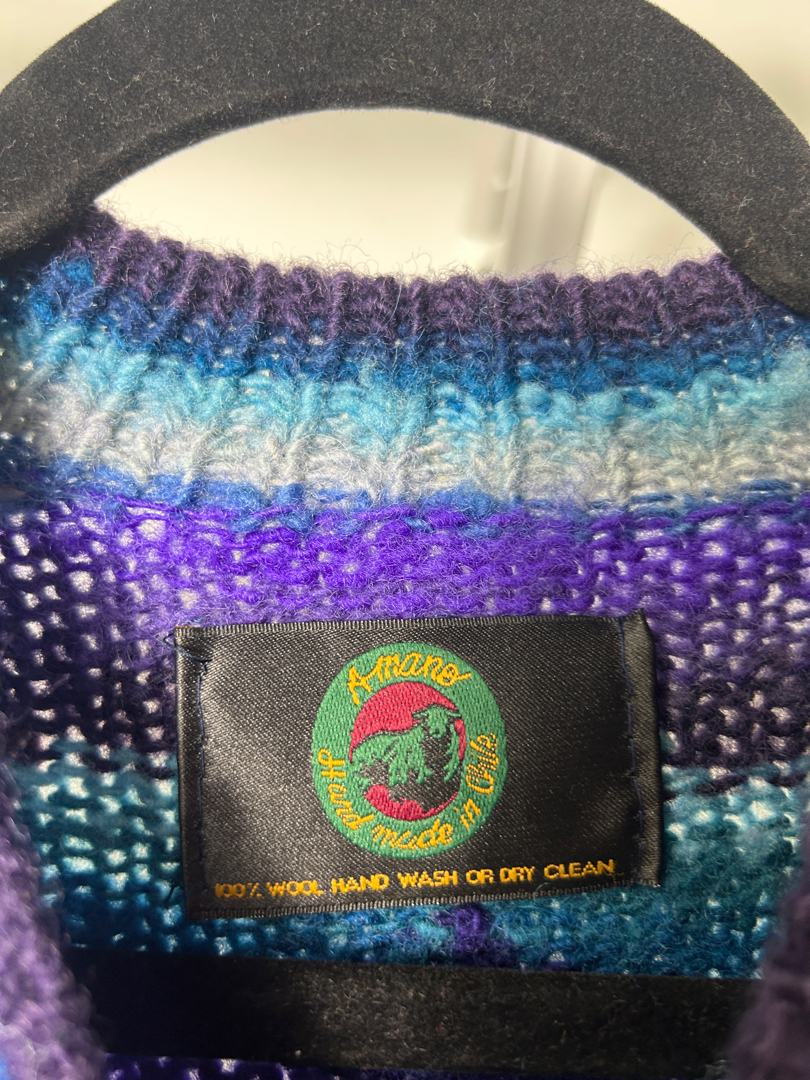 Amano
Hand made in Chile
100% WOOL HAND WASH OR DRY CLEAN